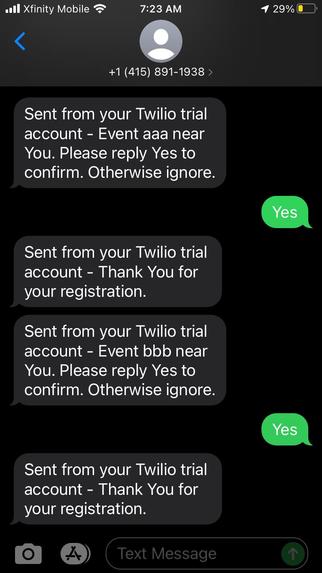 Xfinity Mobile 7:23 AM 29%
+1 (415) 891-1938
Sent from your Twilio trial
account - Event aaa near
You. Please reply Yes to
confirm. Otherwise ignore.
Yes
Sent from your Twilio trial
account - Thank You for
your registration.
Sent from your Twilio trial
account - Event bbb near
You. Please reply Yes to
confirm. Otherwise ignore.
Yes
Sent from your Twilio trial
account - Thank You for
your registration.
Text Message